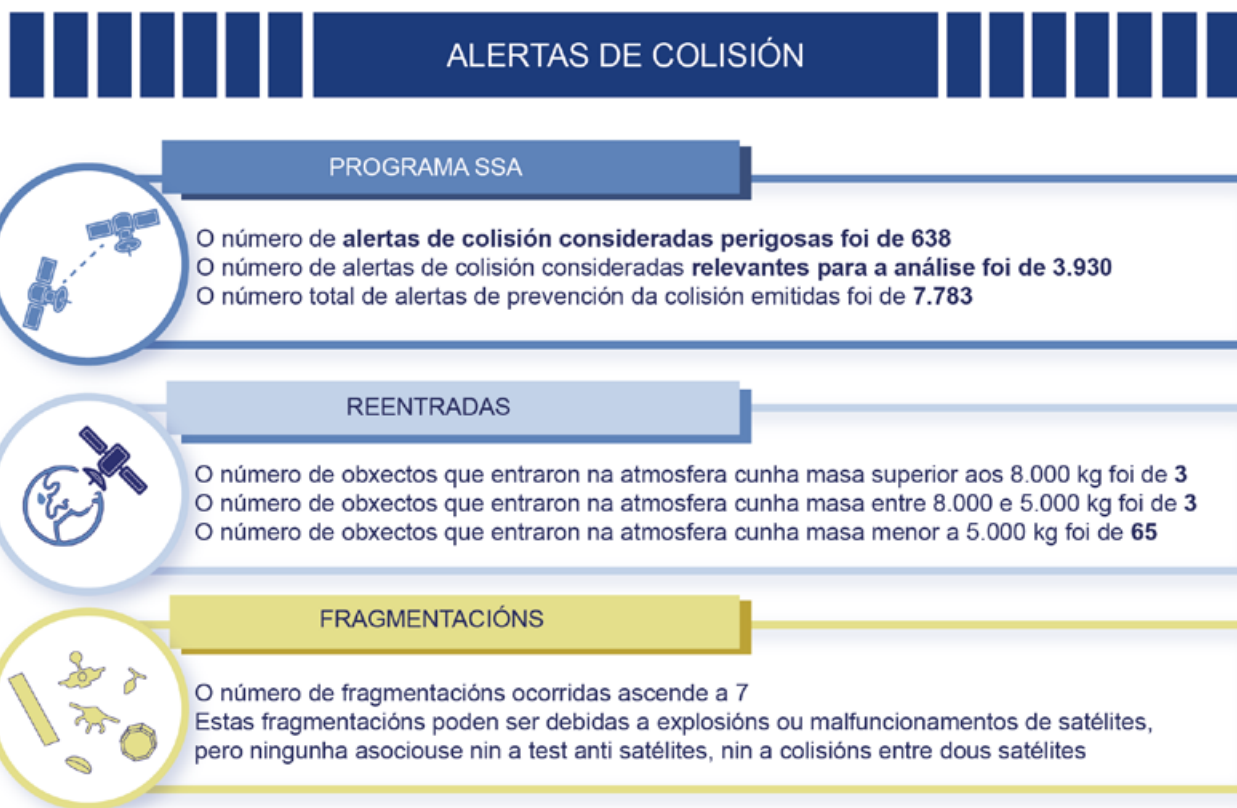 ALERTAS DE COLISIÓN
PROGRAMA SSA
O número de alertas de colisión consideradas perigosas foi de 638
O número de alertas de colisión consideradas relevantes para a análise foi de 3.930
O número total de alertas de prevención da colisión emitidas foi de 7.783
REENTRADAS
O número de obxectos que entraron na atmosfera cunha masa superior aos 8.000 kg foi de 3
O número de obxectos que entraron na atmosfera cunha masa entre 8.000 e 5.000 kg foi de 3
O número de obxectos que entraron na atmosfera cunha masa menor a 5.000 kg foi de 65
FRAGMENTACIÓNS
O número de fragmentacións ocorridas ascende a 7
Estas fragmentacións poden ser debidas a explosións ou malfuncionamentos de satélites,
pero ningunha asociouse nin a test anti satélites, nin a colisións entre dous satélites